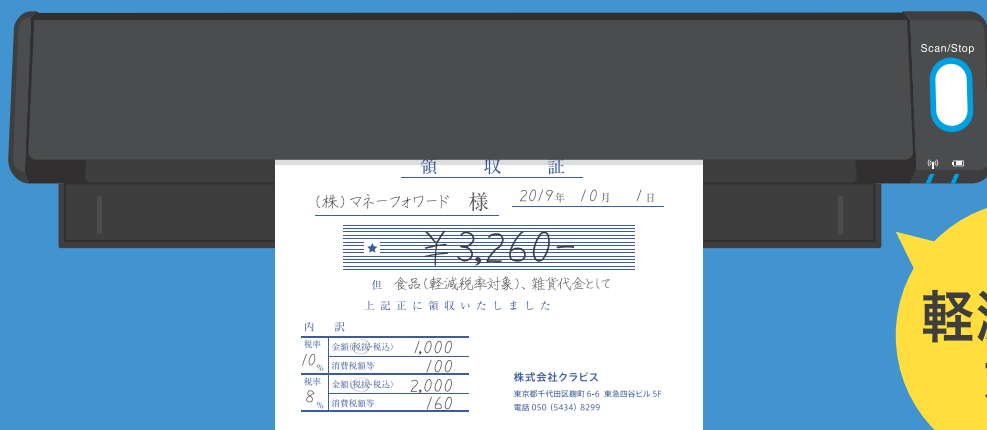 Scan/Stop
領 収 証
(株)マネーフォワード 様 2019年 10月 1日
★ ¥3,260-
但 食品(軽減税率対象)、雑貨代金として
上記正に領収いたしました
内 訳
税率 10% 金額(税抜・税込) 1,000
消費税額等 100
税率 8% 金額(税抜・税込) 2,000
消費税額等 160
株式会社クラビス
東京都千代田区麹町6-6 東急四谷ビル5F
電話 050(5434)8299
軽